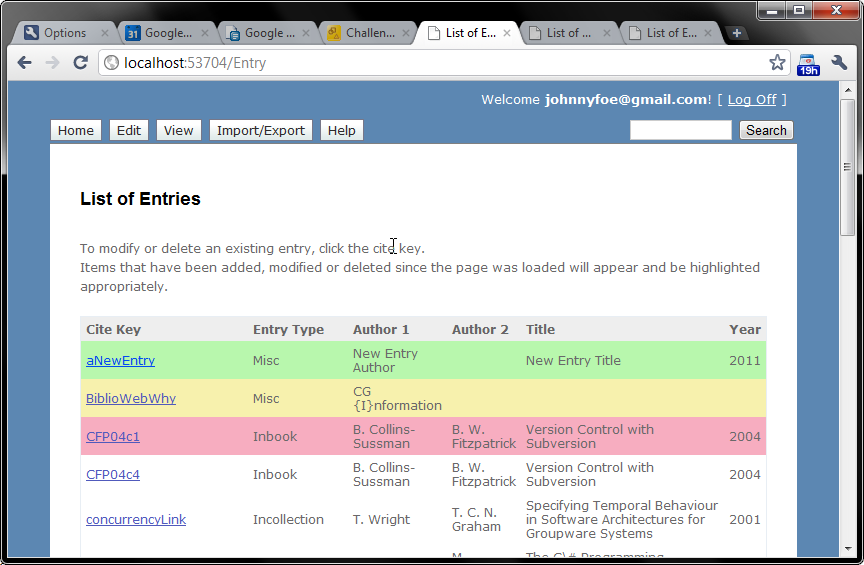 Options
Google...
Google ...
Challen...
List of E...
List of ...
List of E...
localhost:53704/Entry
19h
Welcome johnnyfoe@gmail.com! [ Log Off ]
Home Edit View Import/Export Help Search
List of Entries
To modify or delete an existing entry, click the cite key.
Items that have been added, modified or deleted since the page was loaded will appear and be highlighted
appropriately.
Cite Key Entry Type Author 1 Author 2 Title Year
aNewEntry Misc New Entry Author New Entry Title 2011
BiblioWebWhy Misc CG {I}nformation
CFP04c1 Inbook B. Collins-Sussman B. W. Fitzpatrick Version Control with Subversion 2004
CFP04c4 Inbook B. Collins-Sussman B. W. Fitzpatrick Version Control with Subversion 2004
concurrencyLink Incollection T. Wright T. C. N. Graham Specifying Temporal Behaviour in Software Architectures for Groupware Systems 2001
The C\# Programming